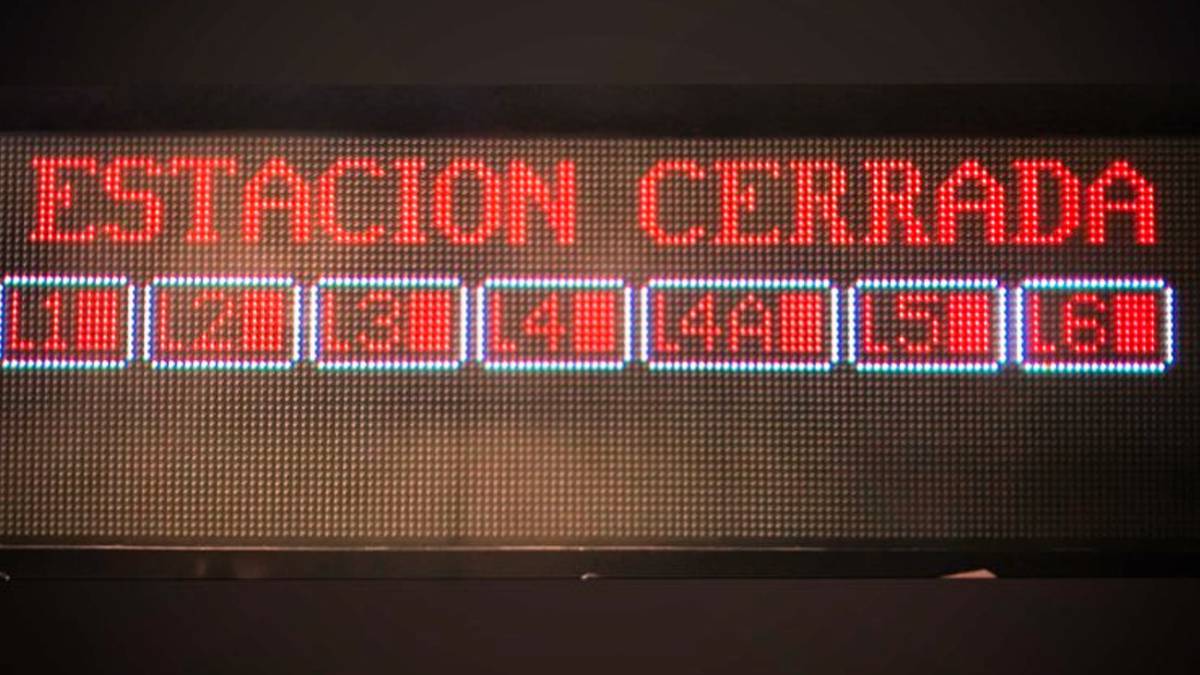 ESTACION CERRADA
L1 L2 L3 L4 L4A L5 L6